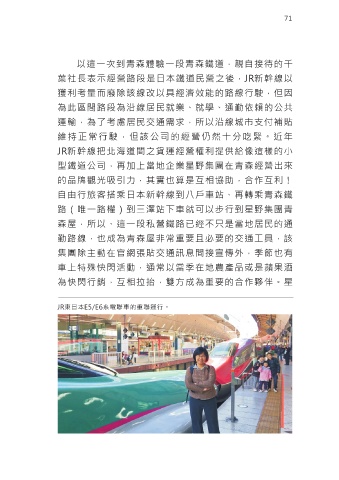 71
以這一次到青森體驗一段青森鐵道，親自接待的千
葉社長表示經營路段是日本鐵道民營之後，JR新幹線以
獲利考量而廢除該線改以具經濟效能的路線行駛，但因
為此區間路段為沿線居民就業、就學、通勤依賴的公共
運輸，為了考慮居民交通需求，所以沿線城市支付補貼
維持正常行駛，但該公司的經營仍然十分吃緊。近年
JR新幹線把北海道間之貨運經營權利提供給像這樣的小
型鐵道公司，再加上當地企業星野集團在青森經營出來
的品牌觀光吸引力，其實也算是互相協助，合作互利！
自由行旅客搭乘日本新幹線到八戶車站，再轉乘青森鐵
路（唯一路權）到三澤站下車就可以步行到星野集團青
森屋，所以、這一段私營鐵路已經不只是當地居民的通
勤路線，也成為青森屋非常重要且必要的交通工具，該
集團除主動在官網張貼交通訊息間接宣傳外，季節也有
車上特殊快閃活動，通常以當季在地農產品或是蘋果酒
為快閃行銷，互相拉抬，雙方成為重要的合作夥伴。星
JR東日本E5/E6系電聯車的重聯運行。